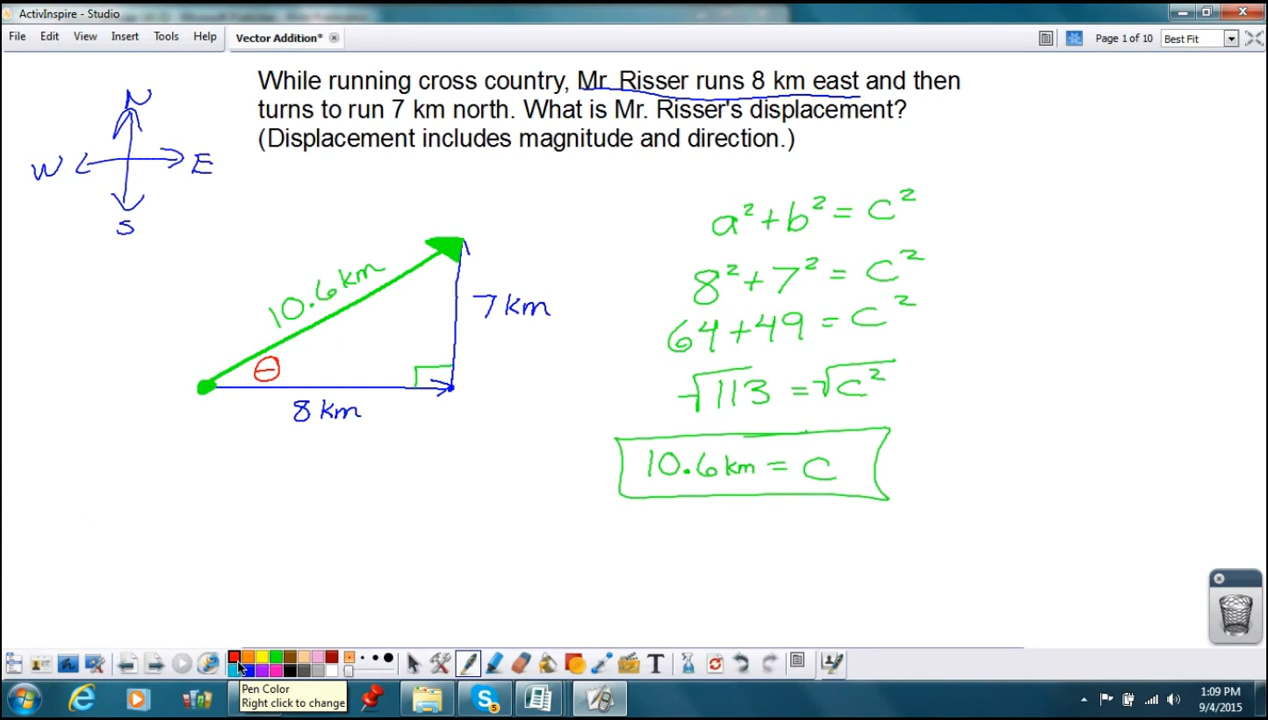 ActivInspire - Studio
File Edit View Insert Tools Help Vector Addition* Page 1 of 10 Best Fit
While running cross country, Mr. Risser runs 8 km east and then
turns to run 7 km north. What is Mr. Risser's displacement?
(Displacement includes magnitude and direction.)
N
W E
S
a² + b² = c²
8² + 7² = c²
64 + 49 = c²
√113 = √c²
10.6 km = c
10.6 km
7 km
θ
8 km
Pen Color
Right click to change
1:09 PM
9/4/2015